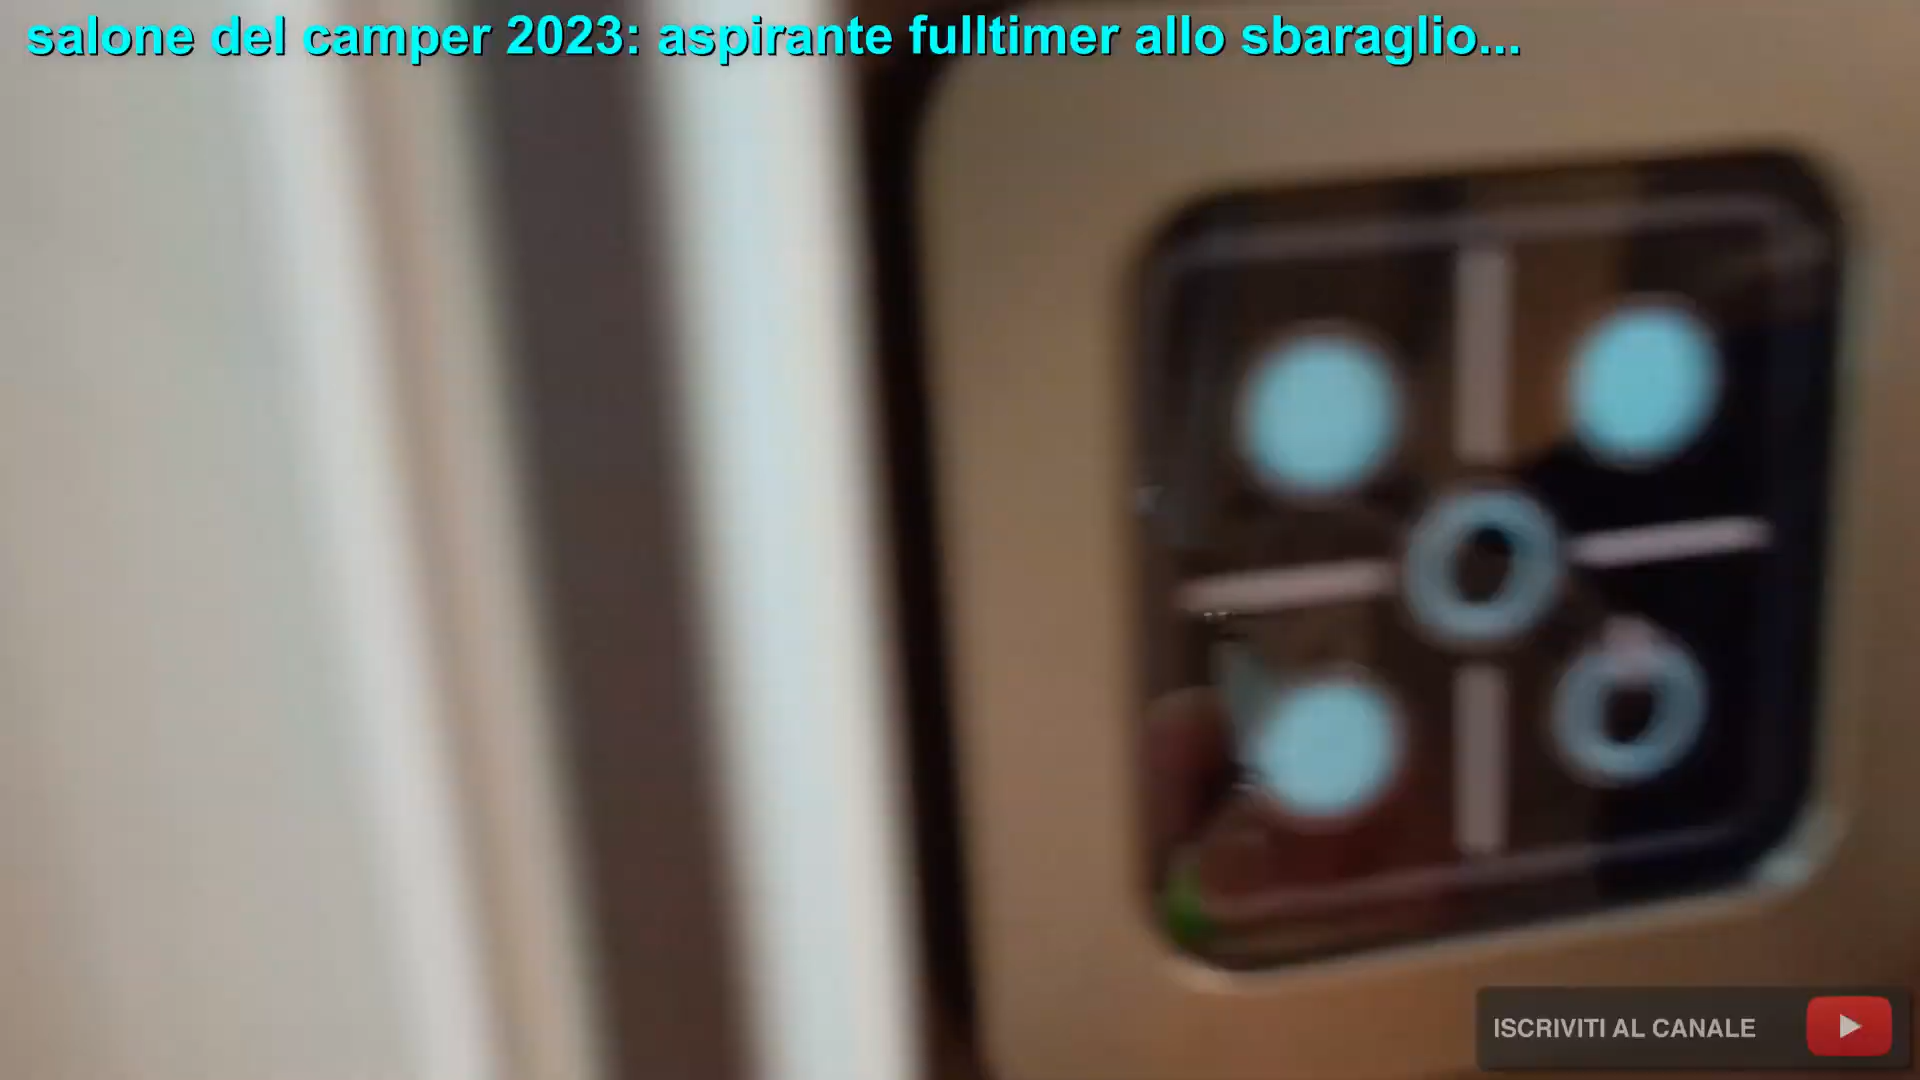 salone del camper 2023: aspirante fulltimer allo sbaraglio...
ISCRIVITI AL CANALE